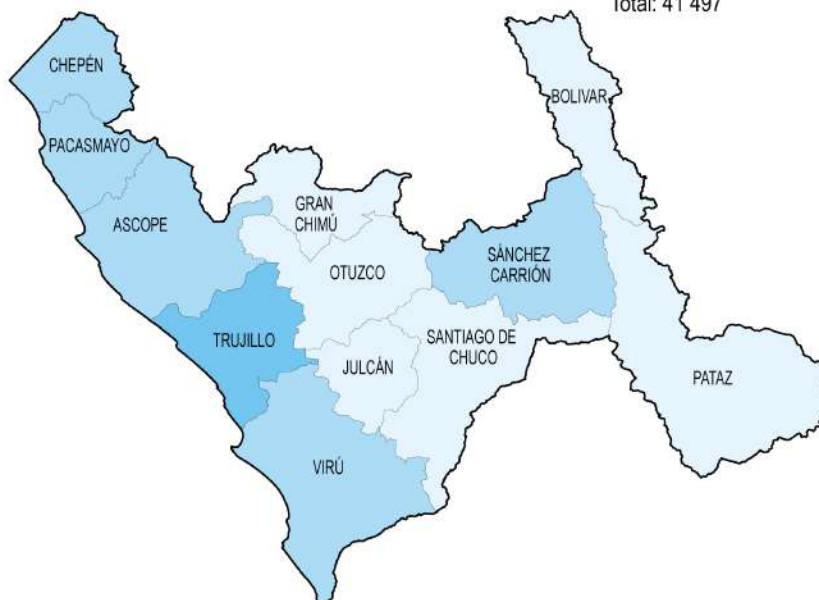 Total: 41 497
CHEPÉN
BOLIVAR
PACASMAYO
GRAN
CHIMÚ
ASCOPE
SÁNCHEZ
CARRIÓN
OTUZCO
TRUJILLO
SANTIAGO DE
CHUCO
JULCÁN
PATAZ
VIRÚ